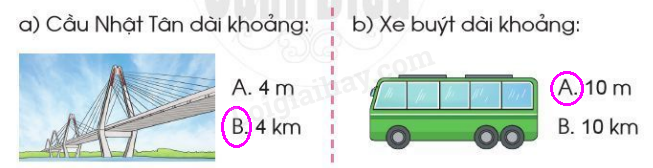 a) Cầu Nhật Tân dài khoảng:
A. 4 m
B. 4 km
b) Xe buýt dài khoảng:
A. 10 m
B. 10 km